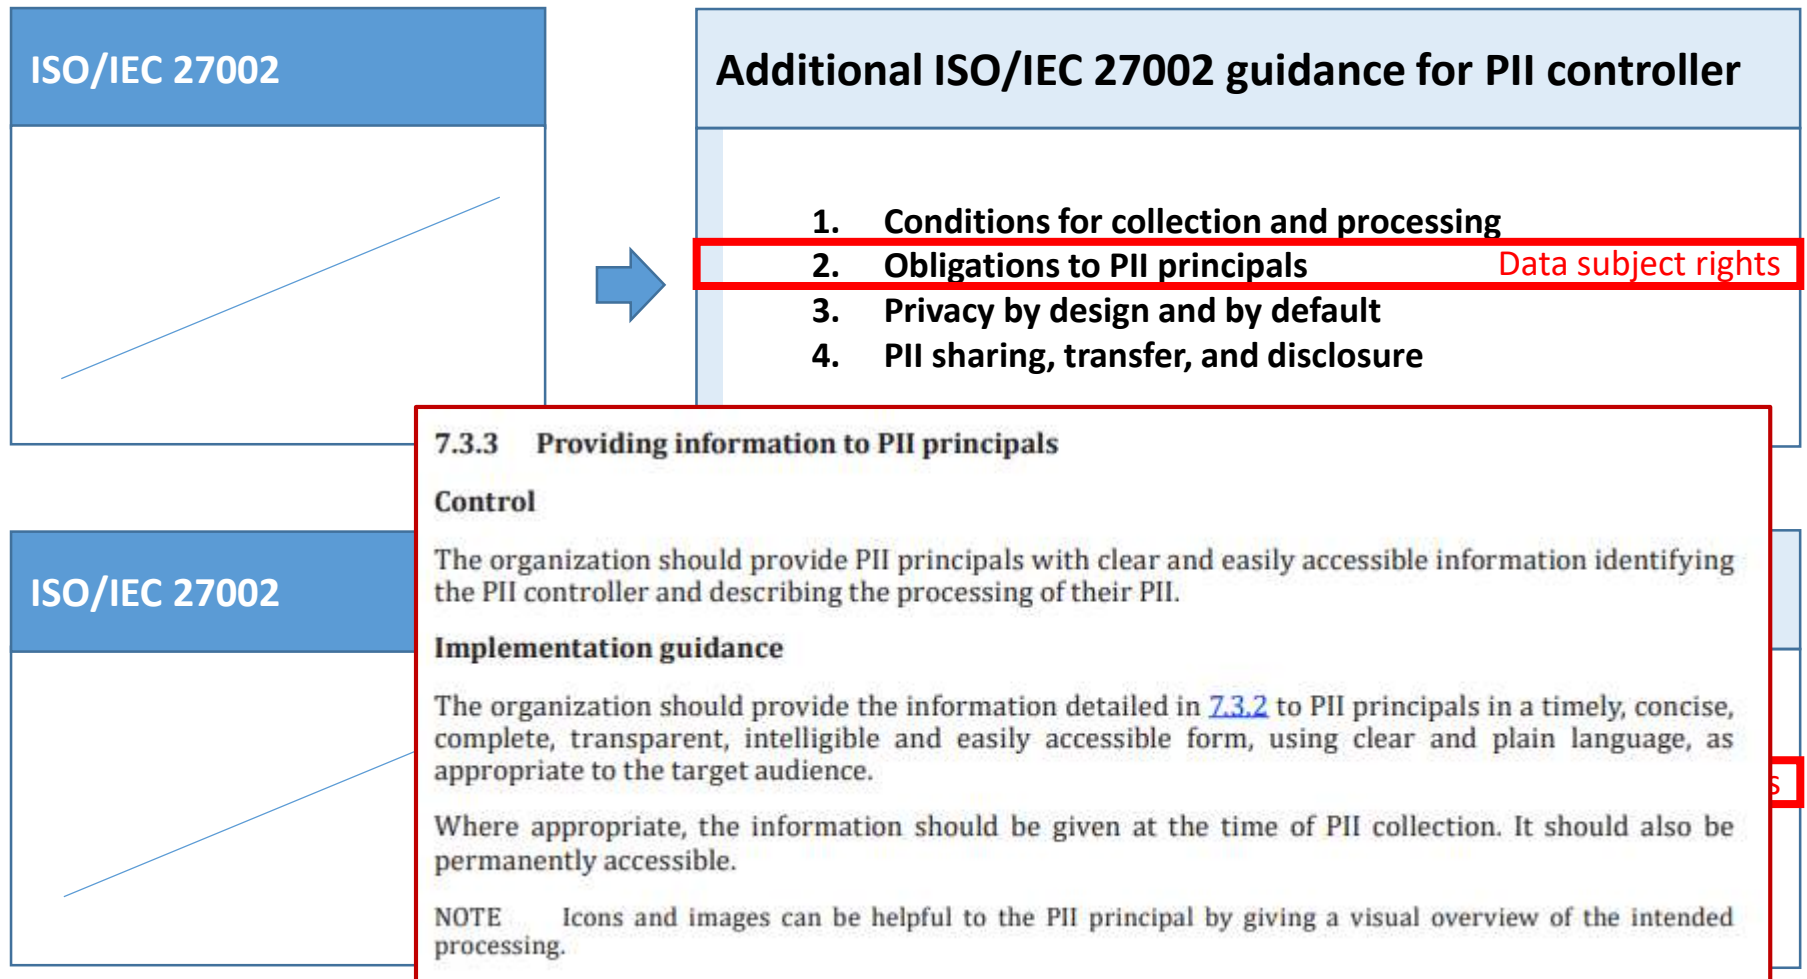 ISO/IEC 27002
Additional ISO/IEC 27002 guidance for PII controller
1. Conditions for collection and processing
2. Obligations to PII principals Data subject rights
3. Privacy by design and by default
4. PII sharing, transfer, and disclosure
7.3.3 Providing information to PII principals
Control
The organization should provide PII principals with clear and easily accessible information identifying
the PII controller and describing the processing of their PII.
Implementation guidance
The organization should provide the information detailed in 7.3.2 to PII principals in a timely, concise,
complete, transparent, intelligible and easily accessible form, using clear and plain language, as
appropriate to the target audience.
Where appropriate, the information should be given at the time of PII collection. It should also be
permanently accessible.
NOTE Icons and images can be helpful to the PII principal by giving a visual overview of the intended
processing.
ISO/IEC 27002